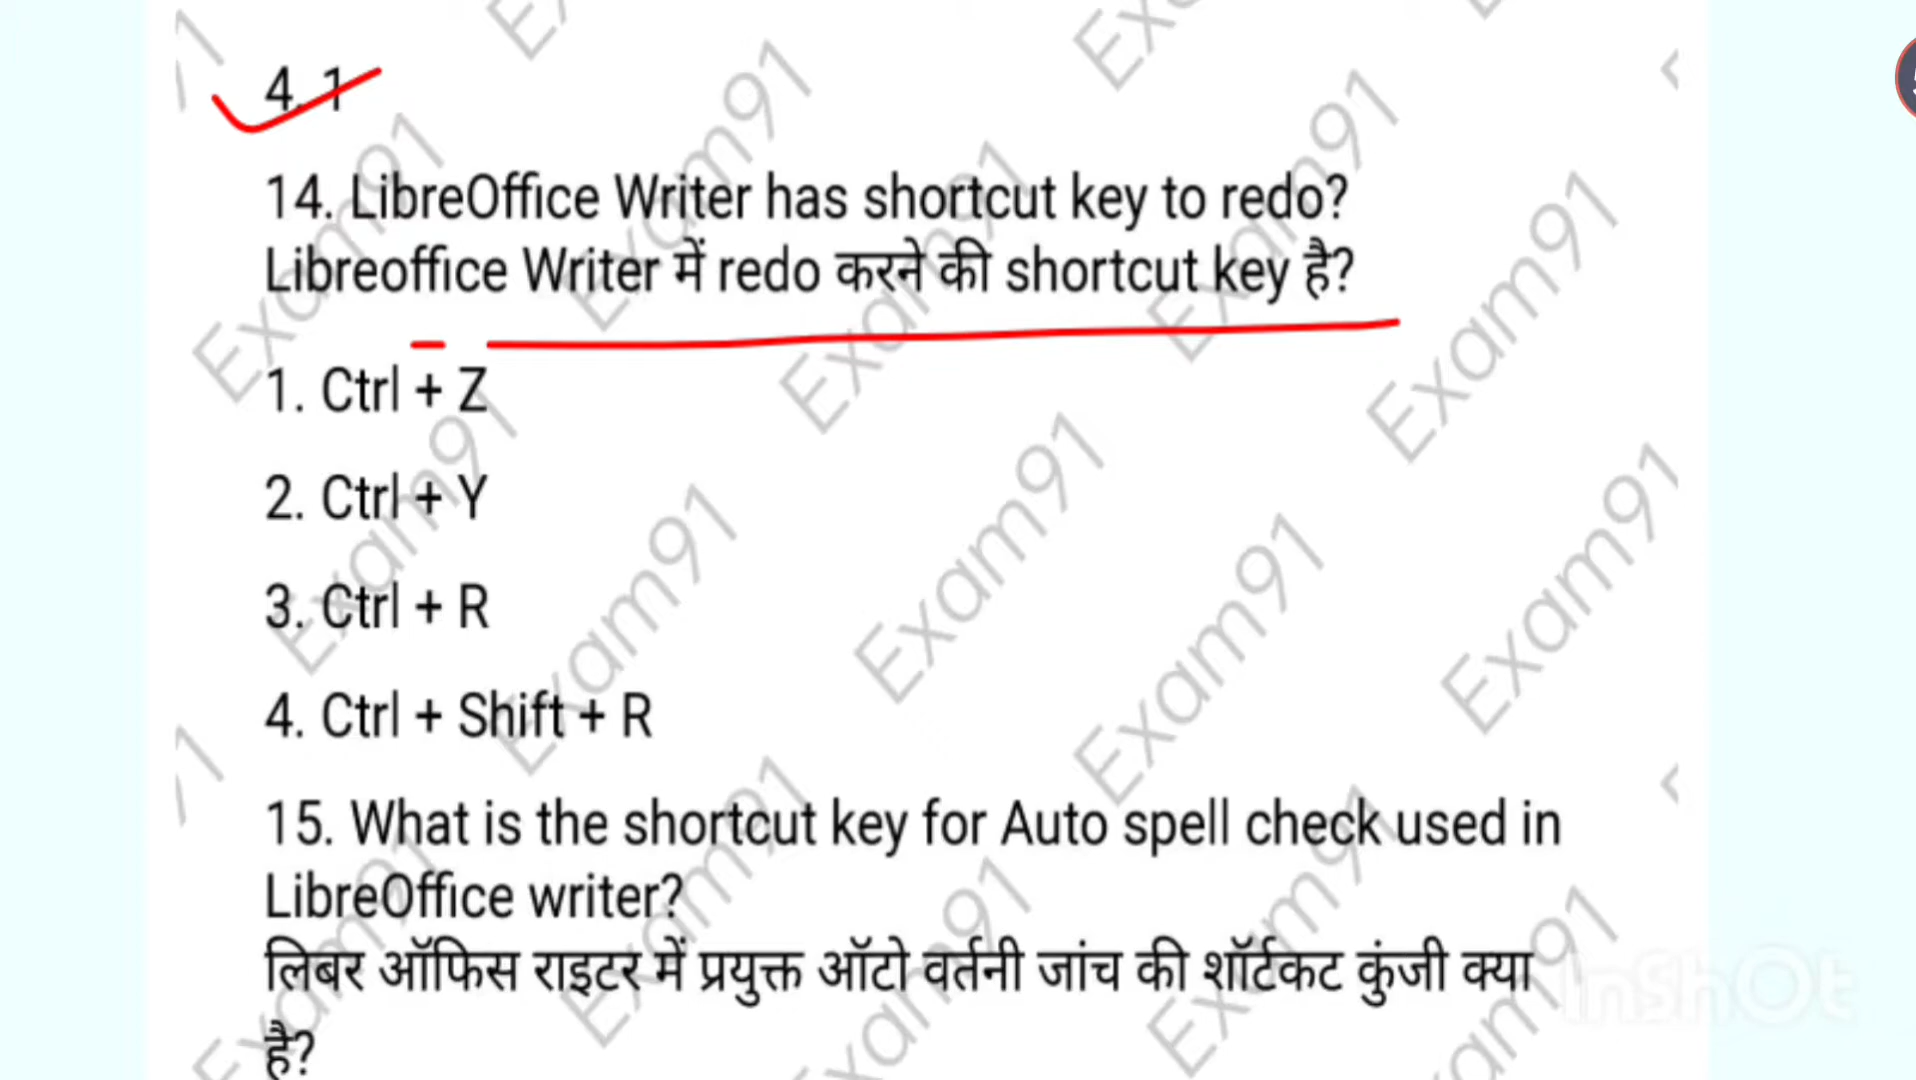 4. 1
14. LibreOffice Writer has shortcut key to redo?
Libreoffice Writer में redo करने की shortcut key है?
1. Ctrl + Z
2. Ctrl + Y
3. Ctrl + R
4. Ctrl + Shift + R
15. What is the shortcut key for Auto spell check used in
LibreOffice writer?
लिबर ऑफिस राइटर में प्रयुक्त ऑटो वर्तनी जांच की शॉर्टकट कुंजी क्या
है?
Exam91
InShOt